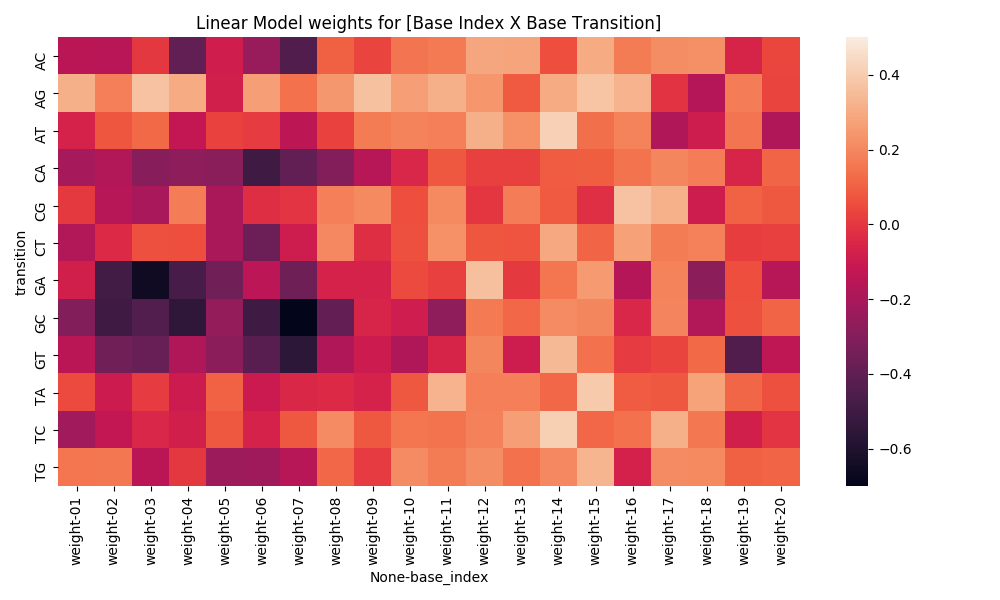 Linear Model weights for [Base Index X Base Transition]
transition
AC
AG
AT
CA
CG
CT
GA
GC
GT
TA
TC
TG
weight-01
weight-02
weight-03
weight-04
weight-05
weight-06
weight-07
weight-08
weight-09
weight-10
weight-11
weight-12
weight-13
weight-14
weight-15
weight-16
weight-17
weight-18
weight-19
weight-20
None-base_index
0.4
0.2
0.0
−0.2
−0.4
−0.6